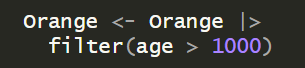 Orange <- Orange |>
  filter(age > 1000)